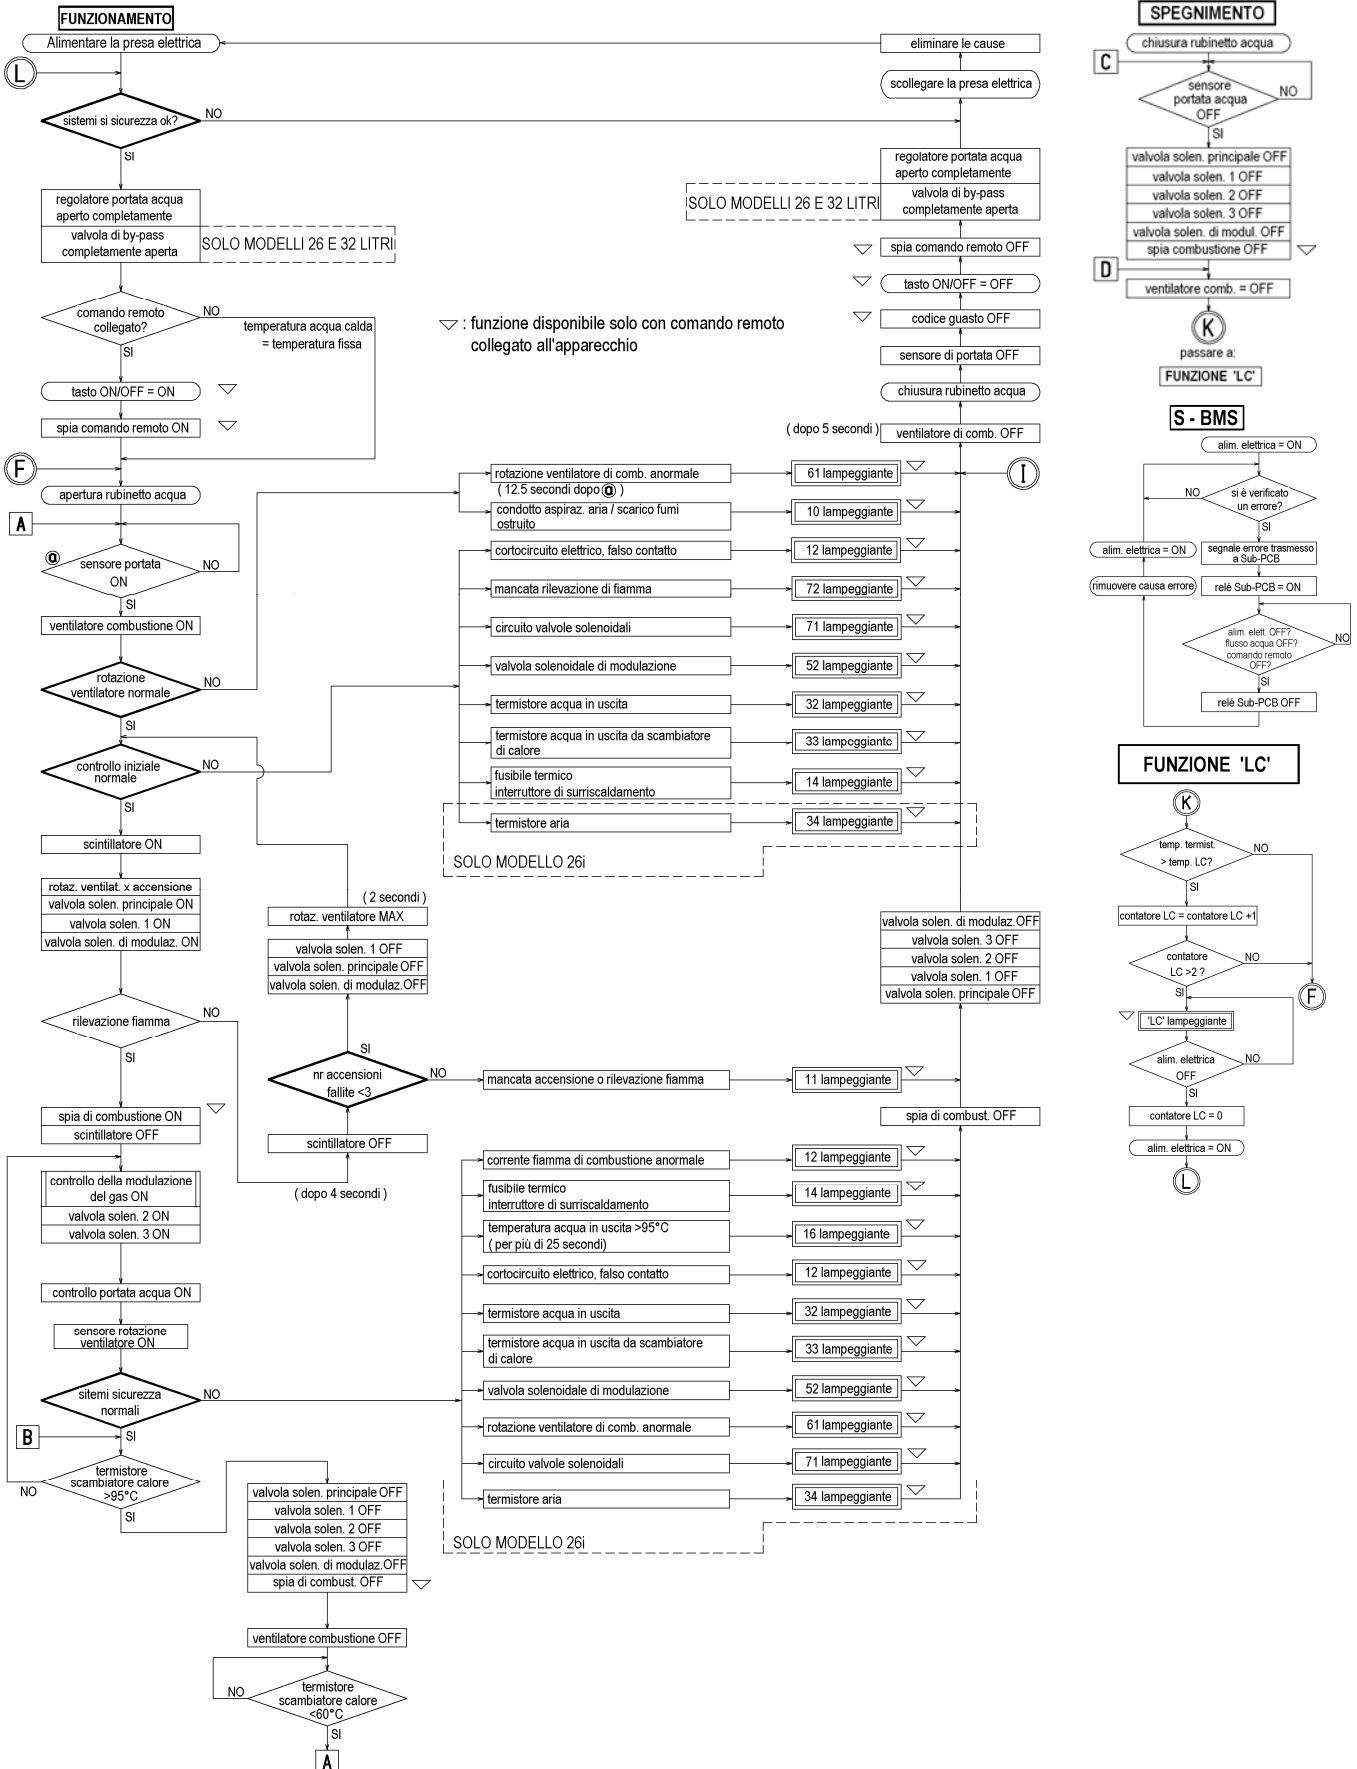 FUNZIONAMENTO
Alimentare la presa elettrica
L
sistemi si sicurezza ok?
NO
SI
regolatore portata acqua
aperto completamente
valvola di by-pass
completamente aperta
SOLO MODELLI 26 E 32 LITRI
comando remoto
collegato?
NO
temperatura acqua calda
= temperatura fissa
SI
tasto ON/OFF = ON
spia comando remoto ON
F
apertura rubinetto acqua
A
@
sensore portata
ON
NO
SI
ventilatore combustione ON
rotazione
ventilatore normale
NO
SI
controllo iniziale
normale
NO
SI
scintillatore ON
rotaz. ventilat. x accensione
valvola solen. principale ON
valvola solen. 1 ON
valvola solen. di modulaz. ON
rilevazione fiamma
NO
SI
spia di combustione ON
scintillatore OFF
controllo della modulazione
del gas ON
valvola solen. 2 ON
valvola solen. 3 ON
controllo portata acqua ON
sensore rotazione
ventilatore ON
sitemi sicurezza
normali
NO
SI
B
termistore
scambiatore calore
>95°C
NO
SI
( 2 secondi )
rotaz. ventilatore MAX
valvola solen. 1 OFF
valvola solen. principale OFF
valvola solen. di modulaz.OFF
SI
nr accensioni
fallite <3
NO
scintillatore OFF
( dopo 4 secondi )
valvola solen. principale OFF
valvola solen. 1 OFF
valvola solen. 2 OFF
valvola solen. 3 OFF
valvola solen. di modulaz.OFF
spia di combust. OFF
ventilatore combustione OFF
termistore
scambiatore calore
<60°C
NO
SI
A
: funzione disponibile solo con comando remoto
collegato all'apparecchio
rotazione ventilatore di comb. anormale
( 12.5 secondi dopo @ )
61 lampeggiante
condotto aspiraz. aria / scarico fumi
ostruito
10 lampeggiante
cortocircuito elettrico, falso contatto
12 lampeggiante
mancata rilevazione di fiamma
72 lampeggiante
circuito valvole solenoidali
71 lampeggiante
valvola solenoidale di modulazione
52 lampeggiante
termistore acqua in uscita
32 lampeggiante
termistore acqua in uscita da scambiatore
di calore
33 lampeggiante
fusibile termico
interruttore di surriscaldamento
14 lampeggiante
termistore aria
34 lampeggiante
SOLO MODELLO 26i
mancata accensione o rilevazione fiamma
11 lampeggiante
corrente fiamma di combustione anormale
12 lampeggiante
fusibile termico
interruttore di surriscaldamento
14 lampeggiante
temperatura acqua in uscita >95°C
( per più di 25 secondi)
16 lampeggiante
cortocircuito elettrico, falso contatto
12 lampeggiante
termistore acqua in uscita
32 lampeggiante
termistore acqua in uscita da scambiatore
di calore
33 lampeggiante
valvola solenoidale di modulazione
52 lampeggiante
rotazione ventilatore di comb. anormale
61 lampeggiante
circuito valvole solenoidali
71 lampeggiante
termistore aria
34 lampeggiante
SOLO MODELLO 26i
eliminare le cause
scollegare la presa elettrica
regolatore portata acqua
aperto completamente
valvola di by-pass
completamente aperta
SOLO MODELLI 26 E 32 LITRI
spia comando remoto OFF
tasto ON/OFF = OFF
codice guasto OFF
sensore di portata OFF
chiusura rubinetto acqua
( dopo 5 secondi )
ventilatore di comb. OFF
I
valvola solen. di modulaz.OFF
valvola solen. 3 OFF
valvola solen. 2 OFF
valvola solen. 1 OFF
valvola solen. principale OFF
spia di combust. OFF
SPEGNIMENTO
chiusura rubinetto acqua
C
sensore
portata acqua
OFF
NO
SI
valvola solen. principale OFF
valvola solen. 1 OFF
valvola solen. 2 OFF
valvola solen. 3 OFF
valvola solen. di modul. OFF
spia combustione OFF
D
ventilatore comb. = OFF
K
passare a:
FUNZIONE 'LC'
S - BMS
alim. elettrica = ON
NO
si è verificato
un errore?
SI
alim. elettrica = ON
segnale errore trasmesso
a Sub-PCB
rimuovere causa errore
relé Sub-PCB = ON
alim. elett. OFF?
flusso acqua OFF?
comando remoto
OFF?
NO
SI
relé Sub-PCB OFF
FUNZIONE 'LC'
K
temp. termist.
> temp. LC?
NO
SI
contatore LC = contatore LC +1
contatore
LC >2 ?
NO
SI
F
'LC' lampeggiante
alim. elettrica
OFF
NO
SI
contatore LC = 0
alim. elettrica = ON
L